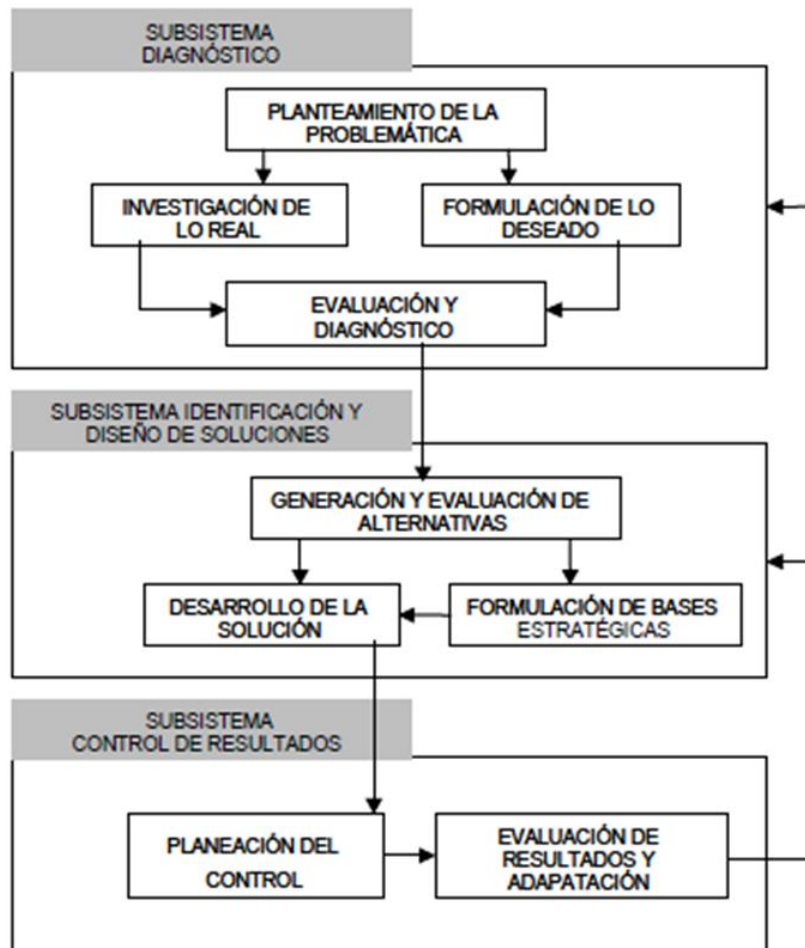 SUBSISTEMA
DIAGNÓSTICO
PLANTEAMIENTO DE LA
PROBLEMÁTICA
INVESTIGACIÓN DE
LO REAL
FORMULACIÓN DE LO
DESEADO
EVALUACIÓN Y
DIAGNÓSTICO
SUBSISTEMA IDENTIFICACIÓN Y
DISEÑO DE SOLUCIONES
GENERACIÓN Y EVALUACIÓN DE
ALTERNATIVAS
DESARROLLO DE LA
SOLUCIÓN
FORMULACIÓN DE BASES
ESTRATÉGICAS
SUBSISTEMA
CONTROL DE RESULTADOS
PLANEACIÓN DEL
CONTROL
EVALUACIÓN DE
RESULTADOS Y
ADAPATACIÓN